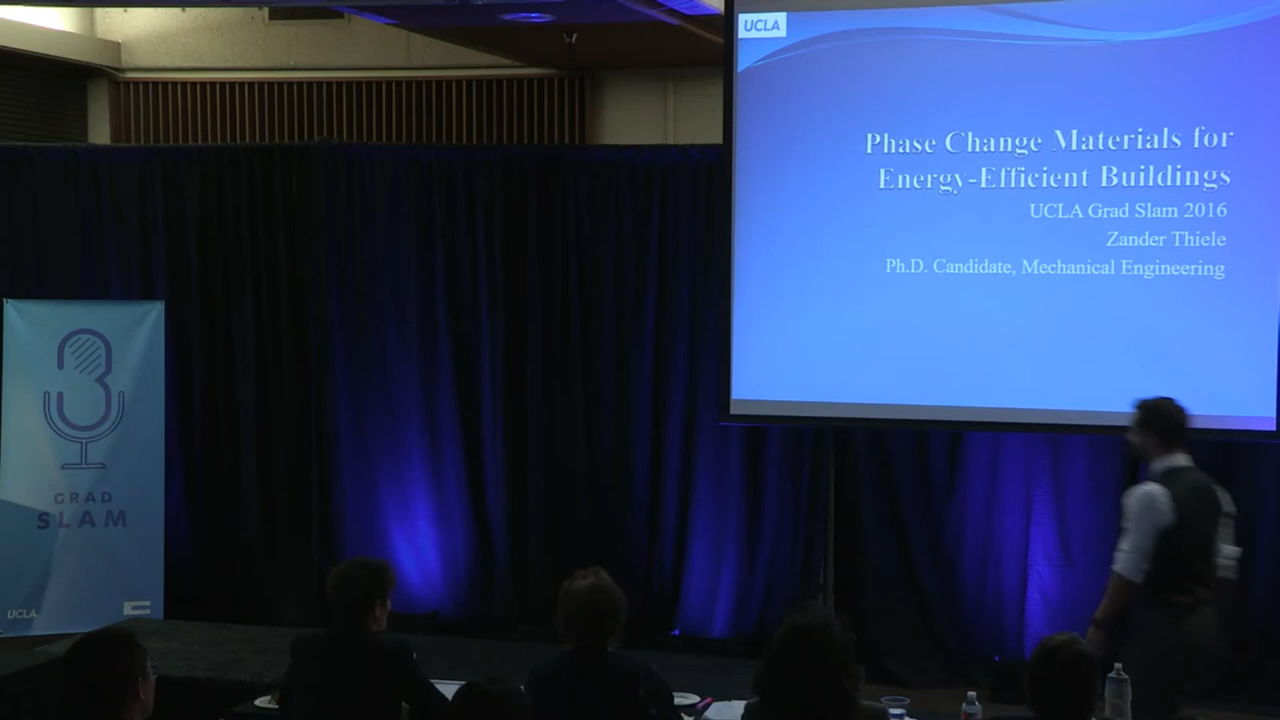 UCLA
Phase Change Materials for
Energy-Efficient Buildings
UCLA Grad Slam 2016
Zander Thiele
Ph.D. Candidate, Mechanical Engineering
3
GRAD
SLAM
UCLA